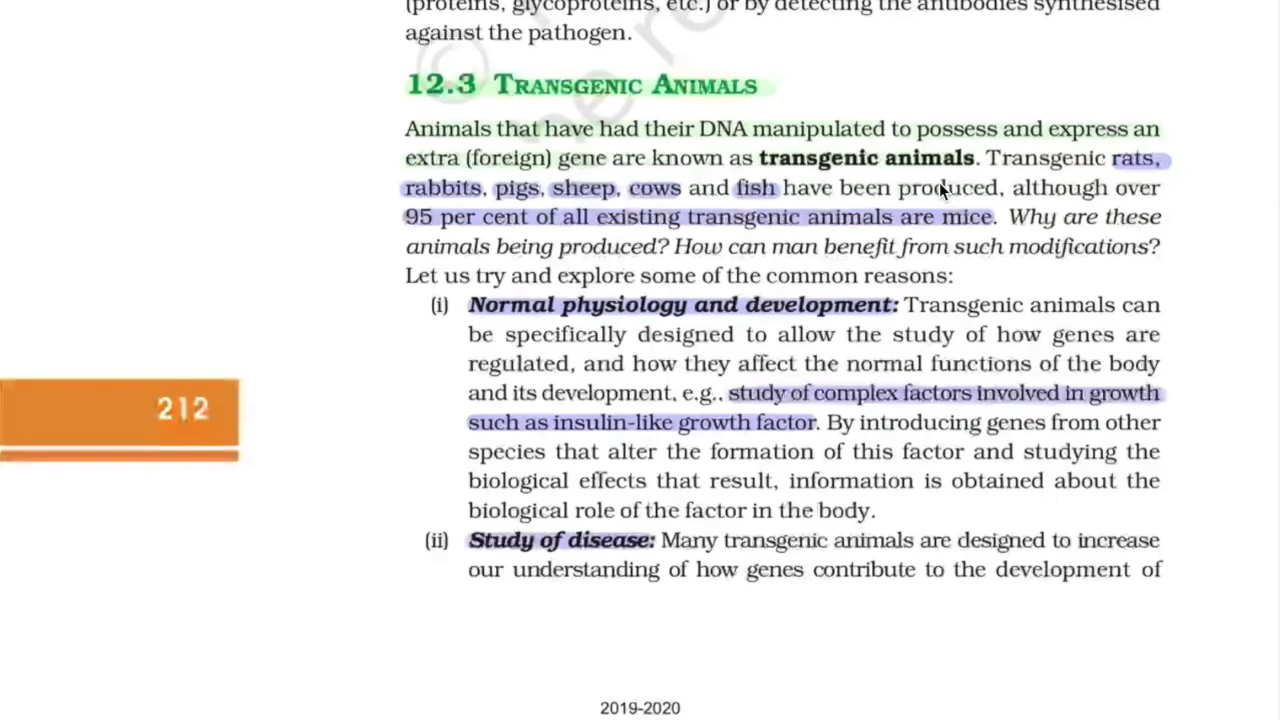 (proteins, glycoproteins, etc.) or by detecting the antibodies synthesised
against the pathogen.
12.3 TRANSGENIC ANIMALS
Animals that have had their DNA manipulated to possess and express an
extra (foreign) gene are known as transgenic animals. Transgenic rats,
rabbits, pigs, sheep, cows and fish have been produced, although over
95 per cent of all existing transgenic animals are mice. Why are these
animals being produced? How can man benefit from such modifications?
Let us try and explore some of the common reasons:
(i) Normal physiology and development: Transgenic animals can
be specifically designed to allow the study of how genes are
regulated, and how they affect the normal functions of the body
and its development, e.g., study of complex factors involved in growth
such as insulin-like growth factor. By introducing genes from other
species that alter the formation of this factor and studying the
biological effects that result, information is obtained about the
biological role of the factor in the body.
(ii) Study of disease: Many transgenic animals are designed to increase
our understanding of how genes contribute to the development of
212
2019-2020